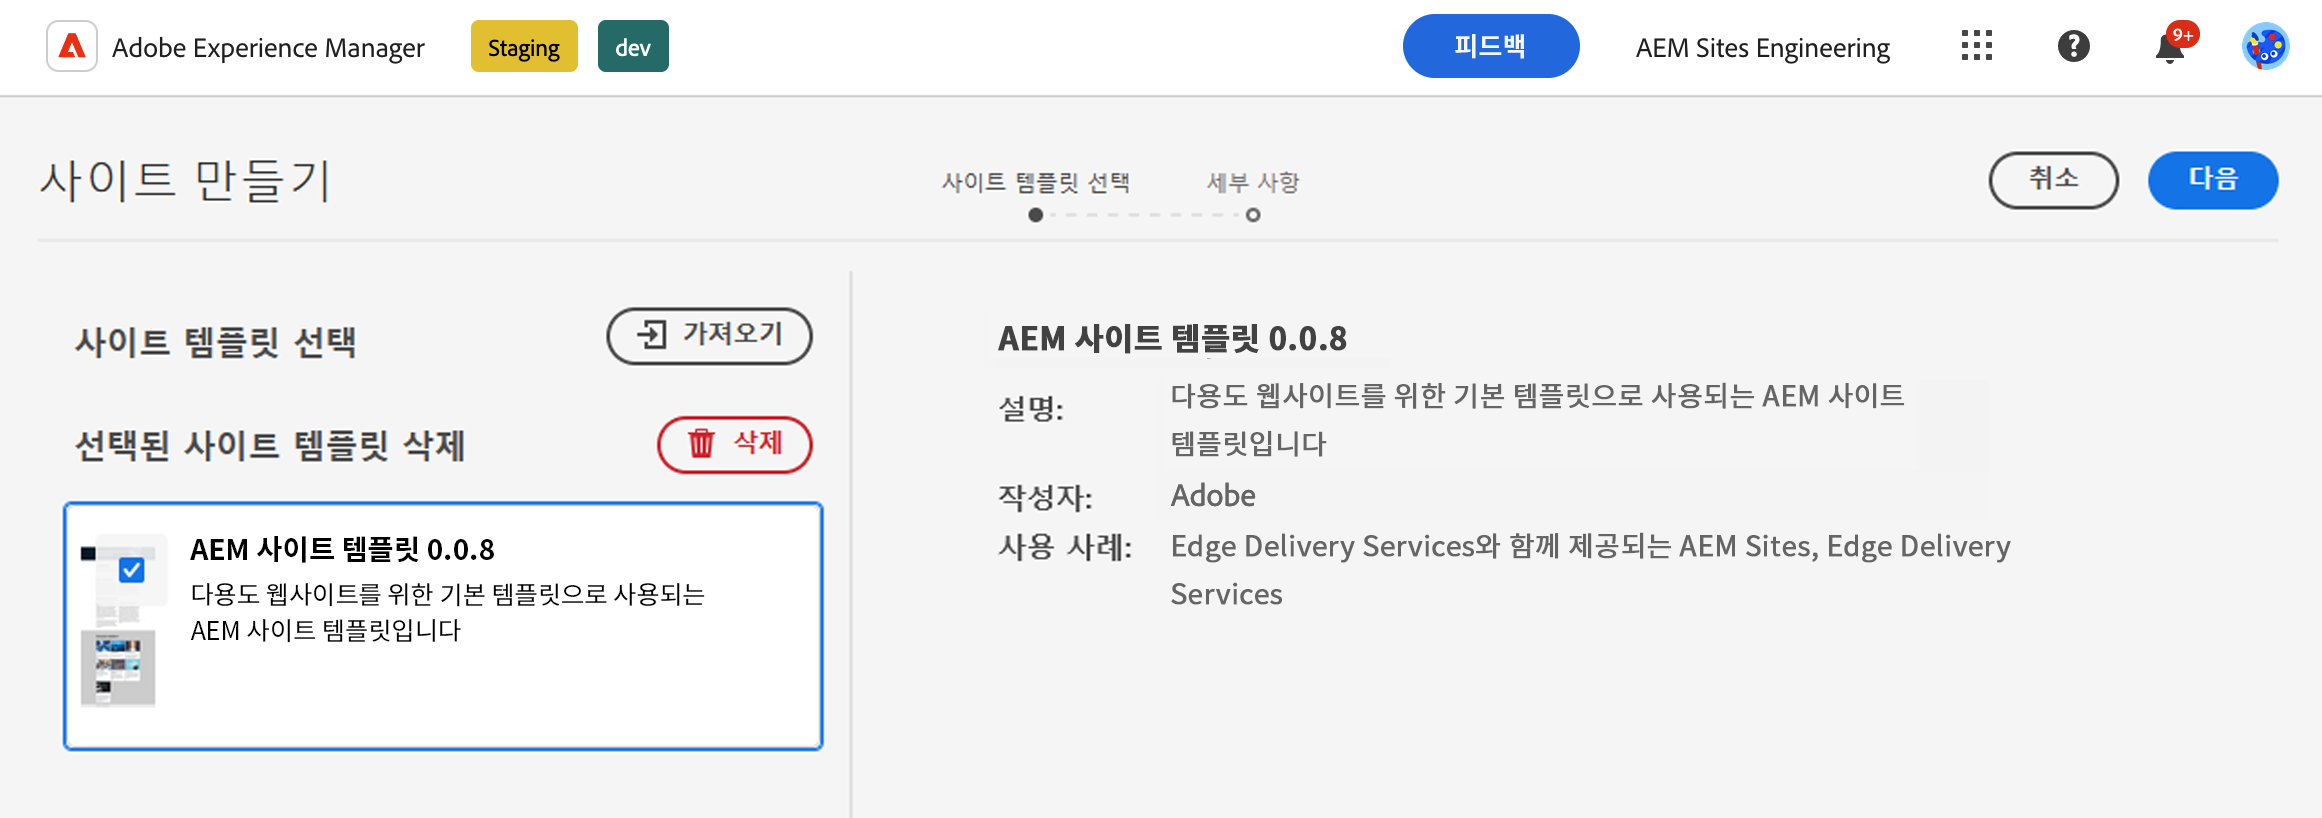 Adobe Experience Manager
Staging
dev
피드백
AEM Sites Engineering
9+
사이트 만들기
사이트 템플릿 선택
세부 사항
취소
다음
사이트 템플릿 선택
가져오기
선택된 사이트 템플릿 삭제
삭제
AEM 사이트 템플릿 0.0.8
다용도 웹사이트를 위한 기본 템플릿으로 사용되는
AEM 사이트 템플릿입니다
AEM 사이트 템플릿 0.0.8
설명:
다용도 웹사이트를 위한 기본 템플릿으로 사용되는 AEM 사이트
템플릿입니다
작성자:
Adobe
사용 사례:
Edge Delivery Services와 함께 제공되는 AEM Sites, Edge Delivery
Services